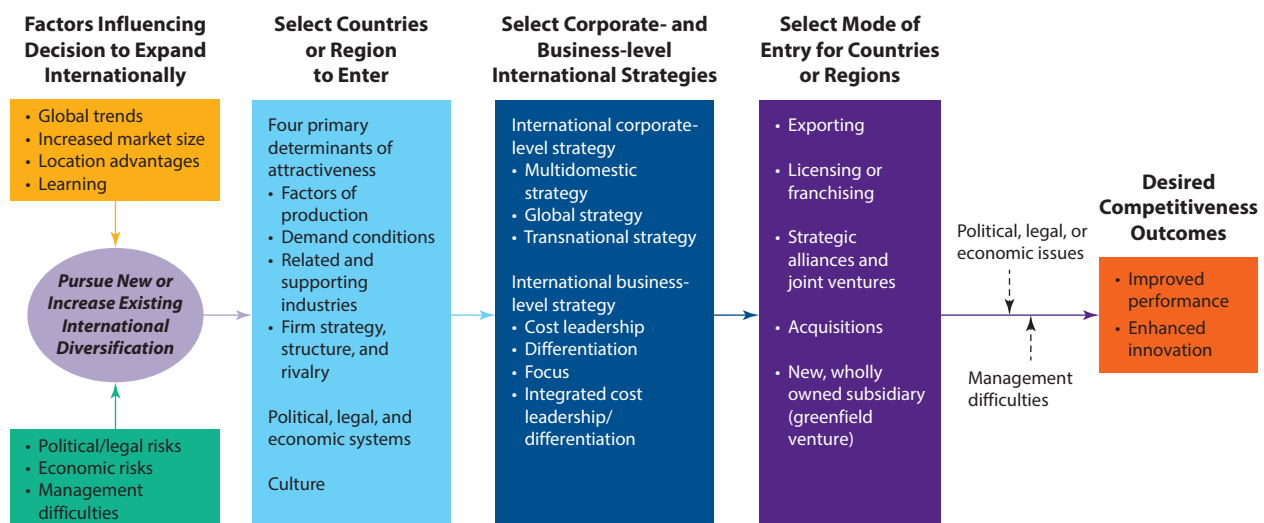 Factors Influencing
Decision to Expand
Internationally
• Global trends
• Increased market size
• Location advantages
• Learning
Pursue New or
Increase Existing
International
Diversification
• Political/legal risks
• Economic risks
• Management
difficulties
Select Countries
or Region
to Enter
Four primary
determinants of
attractiveness
• Factors of
production
• Demand conditions
• Related and
supporting
industries
• Firm strategy,
structure, and
rivalry
Political, legal, and
economic systems
Culture
Select Corporate- and
Business-level
International Strategies
International corporate-
level strategy
• Multidomestic
strategy
• Global strategy
• Transnational strategy
International business-
level strategy
• Cost leadership
• Differentiation
• Focus
• Integrated cost
leadership/
differentiation
Select Mode of
Entry for Countries
or Regions
• Exporting
• Licensing or
franchising
• Strategic
alliances and
joint ventures
• Acquisitions
• New, wholly
owned subsidiary
(greenfield
venture)
Political, legal, or
economic issues
Management
difficulties
Desired
Competitiveness
Outcomes
• Improved
performance
• Enhanced
innovation